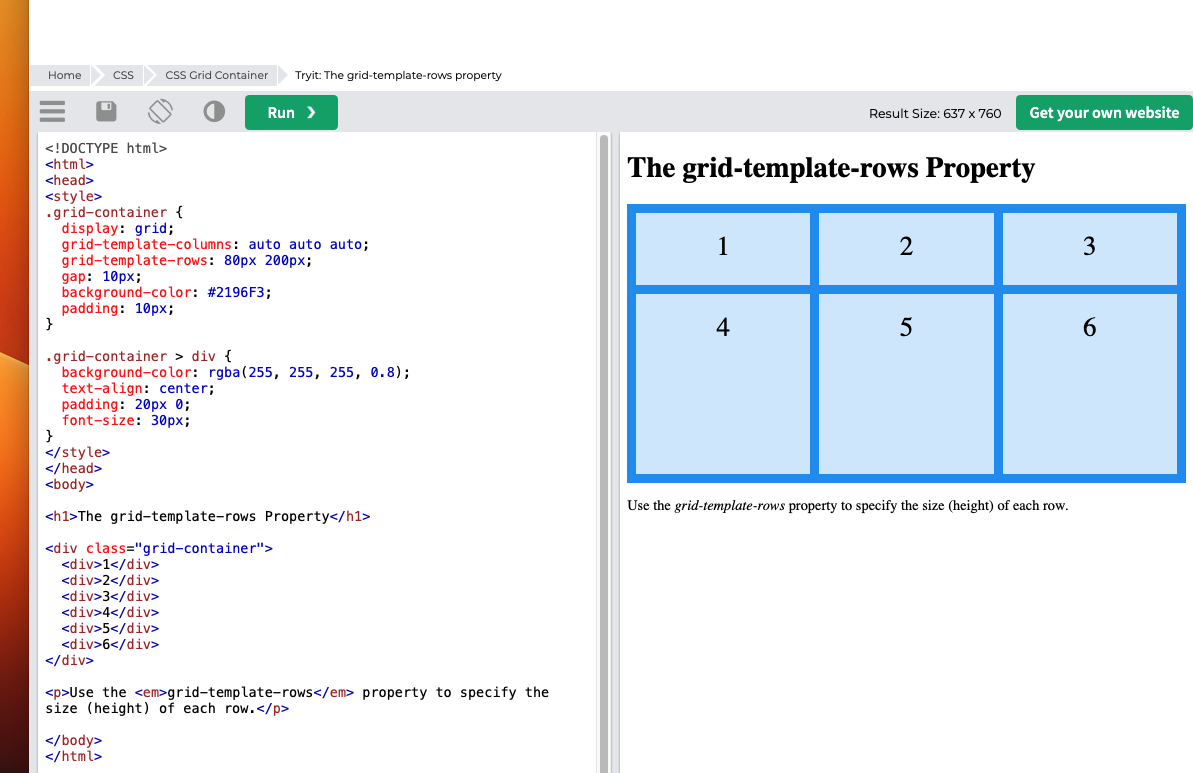 Home CSS CSS Grid Container Tryit: The grid-template-rows property
Run ❯ Result Size: 637 x 760 Get your own website
<!DOCTYPE html>
<html>
<head>
<style>
.grid-container {
  display: grid;
  grid-template-columns: auto auto auto;
  grid-template-rows: 80px 200px;
  gap: 10px;
  background-color: #2196F3;
  padding: 10px;
}

.grid-container > div {
  background-color: rgba(255, 255, 255, 0.8);
  text-align: center;
  padding: 20px 0;
  font-size: 30px;
}
</style>
</head>
<body>

<h1>The grid-template-rows Property</h1>

<div class="grid-container">
  <div>1</div>
  <div>2</div>
  <div>3</div>
  <div>4</div>
  <div>5</div>
  <div>6</div>
</div>

<p>Use the <em>grid-template-rows</em> property to specify the
size (height) of each row.</p>

</body>
</html>
The grid-template-rows Property
1 2 3
4 5 6
Use the grid-template-rows property to specify the size (height) of each row.